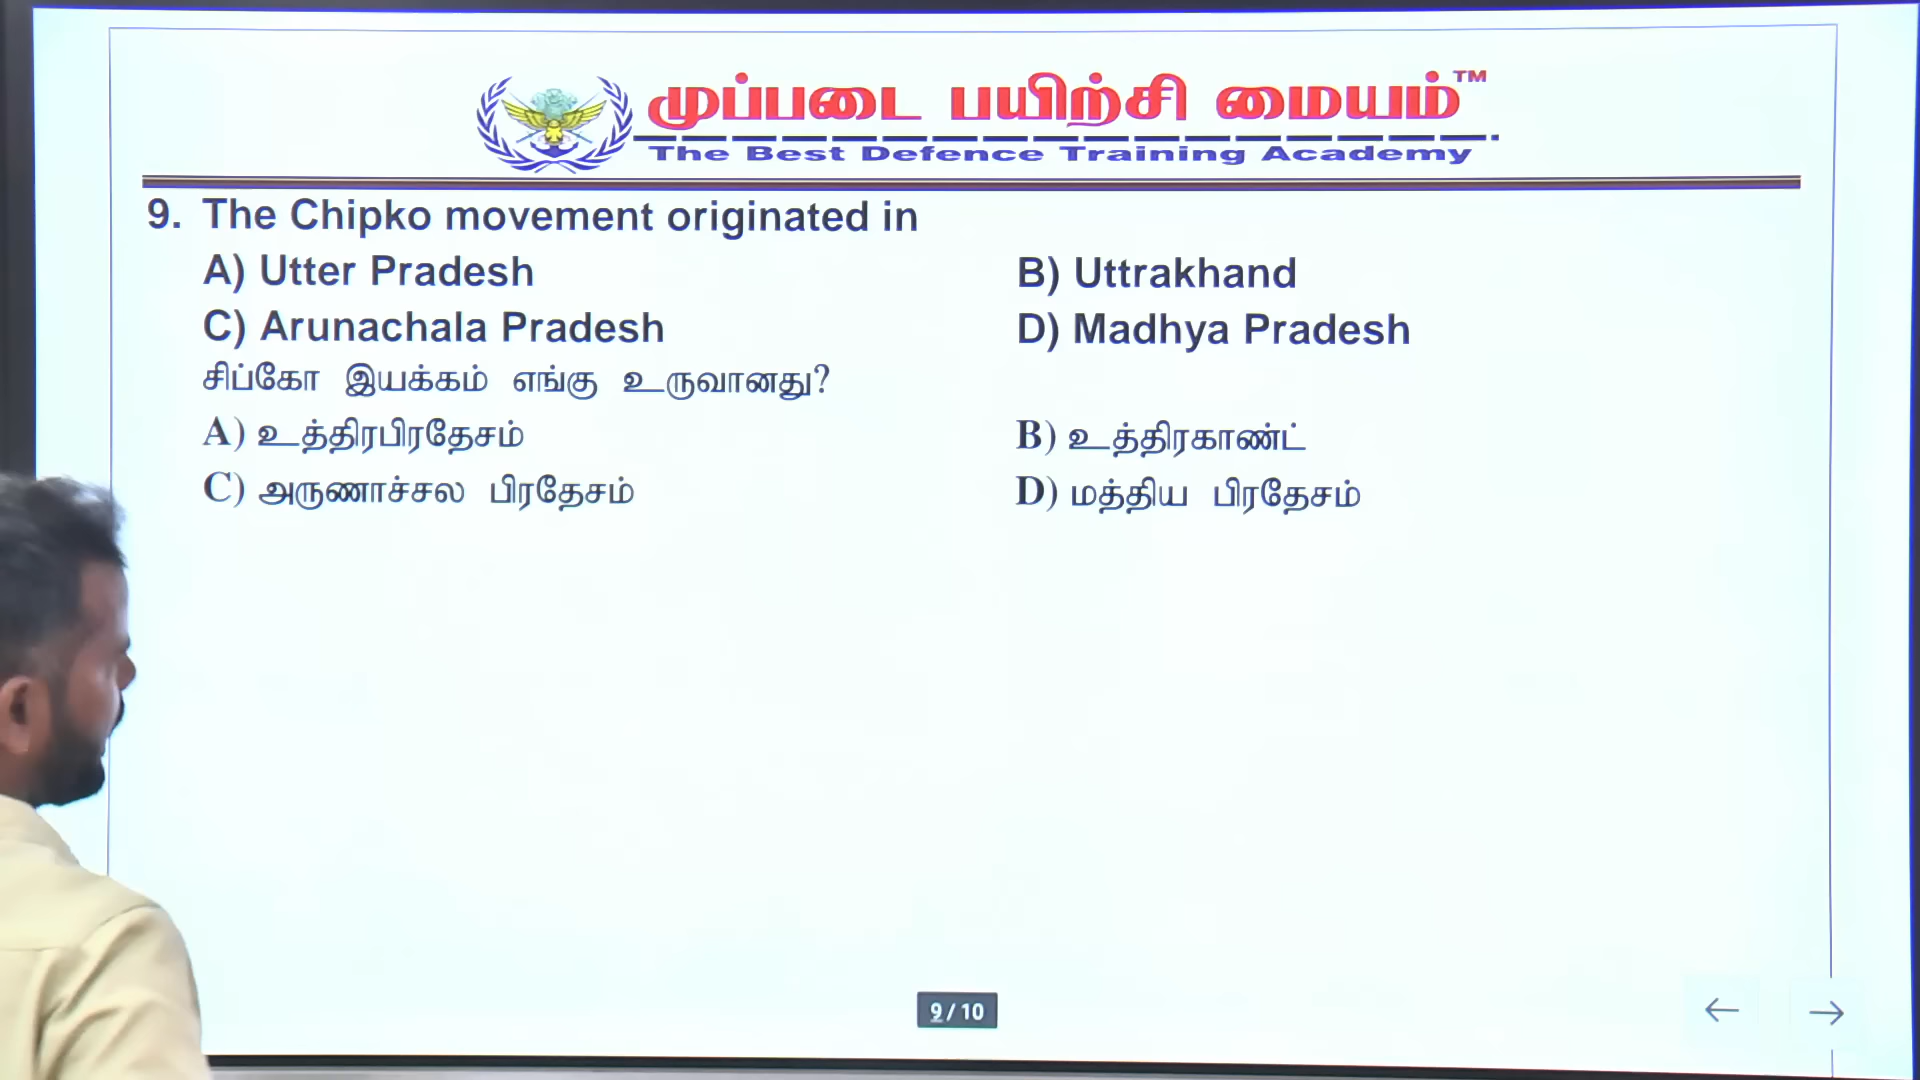 முப்படை பயிற்சி மையம்™
The Best Defence Training Academy
9. The Chipko movement originated in
A) Utter Pradesh B) Uttrakhand
C) Arunachala Pradesh D) Madhya Pradesh
சிப்கோ இயக்கம் எங்கு உருவானது?
A) உத்திரபிரதேசம் B) உத்திரகாண்ட்
C) அருணாச்சல பிரதேசம் D) மத்திய பிரதேசம்
9 / 10